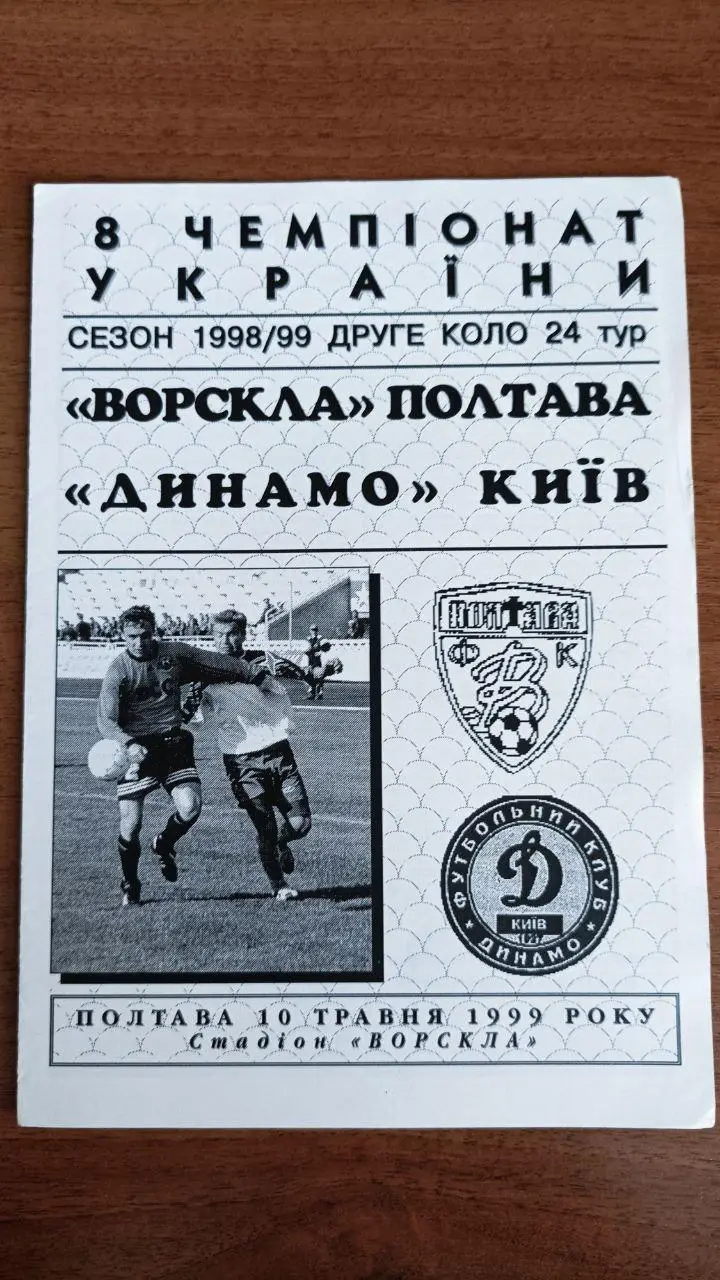 8 ЧЕМПІОНАТ
УКРАЇНИ
СЕЗОН 1998/99 ДРУГЕ КОЛО 24 тур
«ВОРСКЛА» ПОЛТАВА
«ДИНАМО» КИЇВ
ПОЛТАВА
ФК
В
ФУТБОЛЬНИЙ КЛУБ
Д
КИЇВ
ДИНАМО
ПОЛТАВА 10 ТРАВНЯ 1999 РОКУ
Стадіон «ВОРСКЛА»